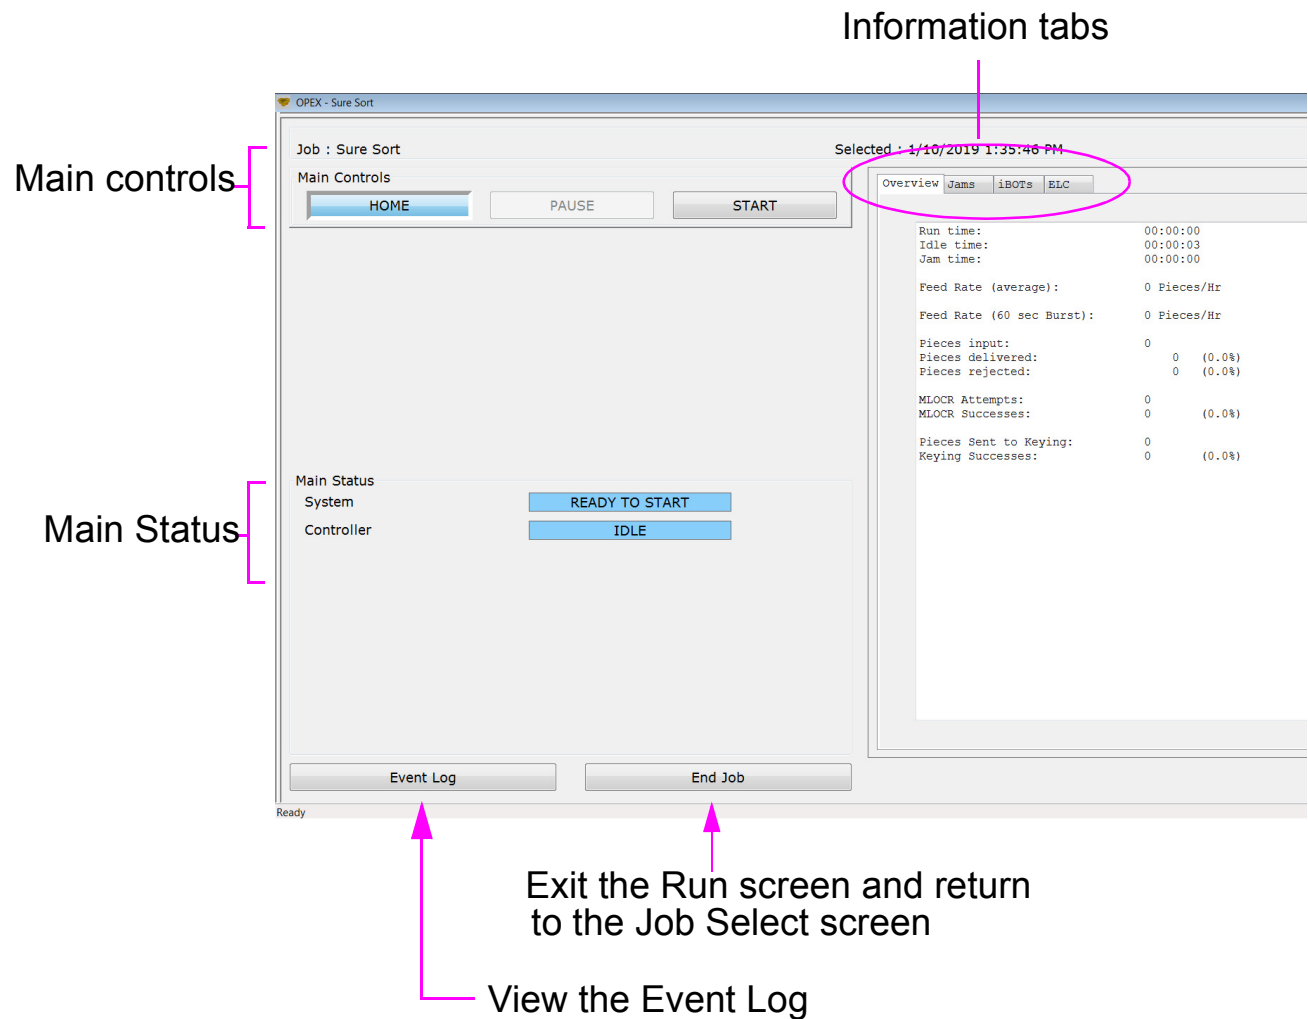 Information tabs
OPEX - Sure Sort
Job : Sure Sort
Selected : 1/10/2019 1:35:46 PM
Main controls
Main Controls
HOME PAUSE START
Overview Jams iBOTs ELC
Run time: 00:00:00
Idle time: 00:00:03
Jam time: 00:00:00
Feed Rate (average): 0 Pieces/Hr
Feed Rate (60 sec Burst): 0 Pieces/Hr
Pieces input: 0
Pieces delivered: 0 (0.0%)
Pieces rejected: 0 (0.0%)
MLOCR Attempts: 0
MLOCR Successes: 0 (0.0%)
Pieces Sent to Keying: 0
Keying Successes: 0 (0.0%)
Main Status
Main Status
System READY TO START
Controller IDLE
Event Log End Job
Ready
Exit the Run screen and return
to the Job Select screen
View the Event Log